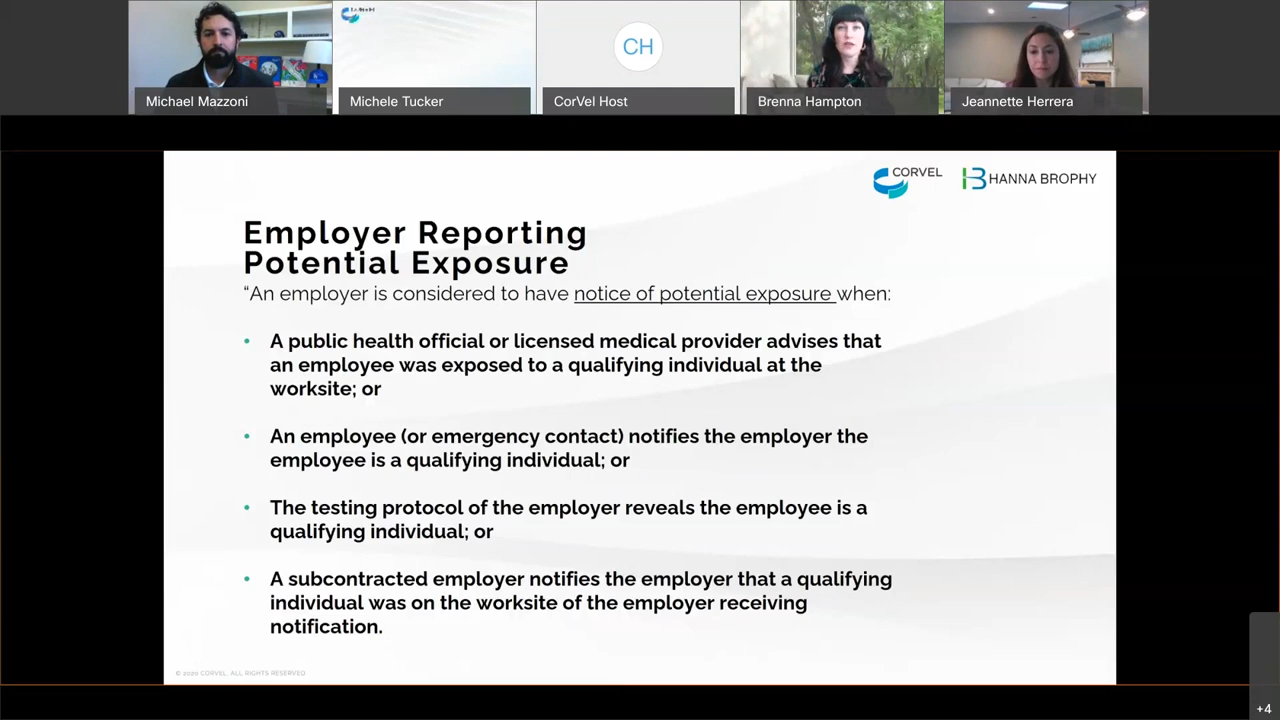 CORVEL
CH
Michael Mazzoni
Michele Tucker
CorVel Host
Brenna Hampton
Jeannette Herrera
CORVEL
HB HANNA BROPHY
Employer Reporting
Potential Exposure
“An employer is considered to have notice of potential exposure when:
• A public health official or licensed medical provider advises that
an employee was exposed to a qualifying individual at the
worksite; or
• An employee (or emergency contact) notifies the employer the
employee is a qualifying individual; or
• The testing protocol of the employer reveals the employee is a
qualifying individual; or
• A subcontracted employer notifies the employer that a qualifying
individual was on the worksite of the employer receiving
notification.
© 2020 CORVEL. ALL RIGHTS RESERVED
+4